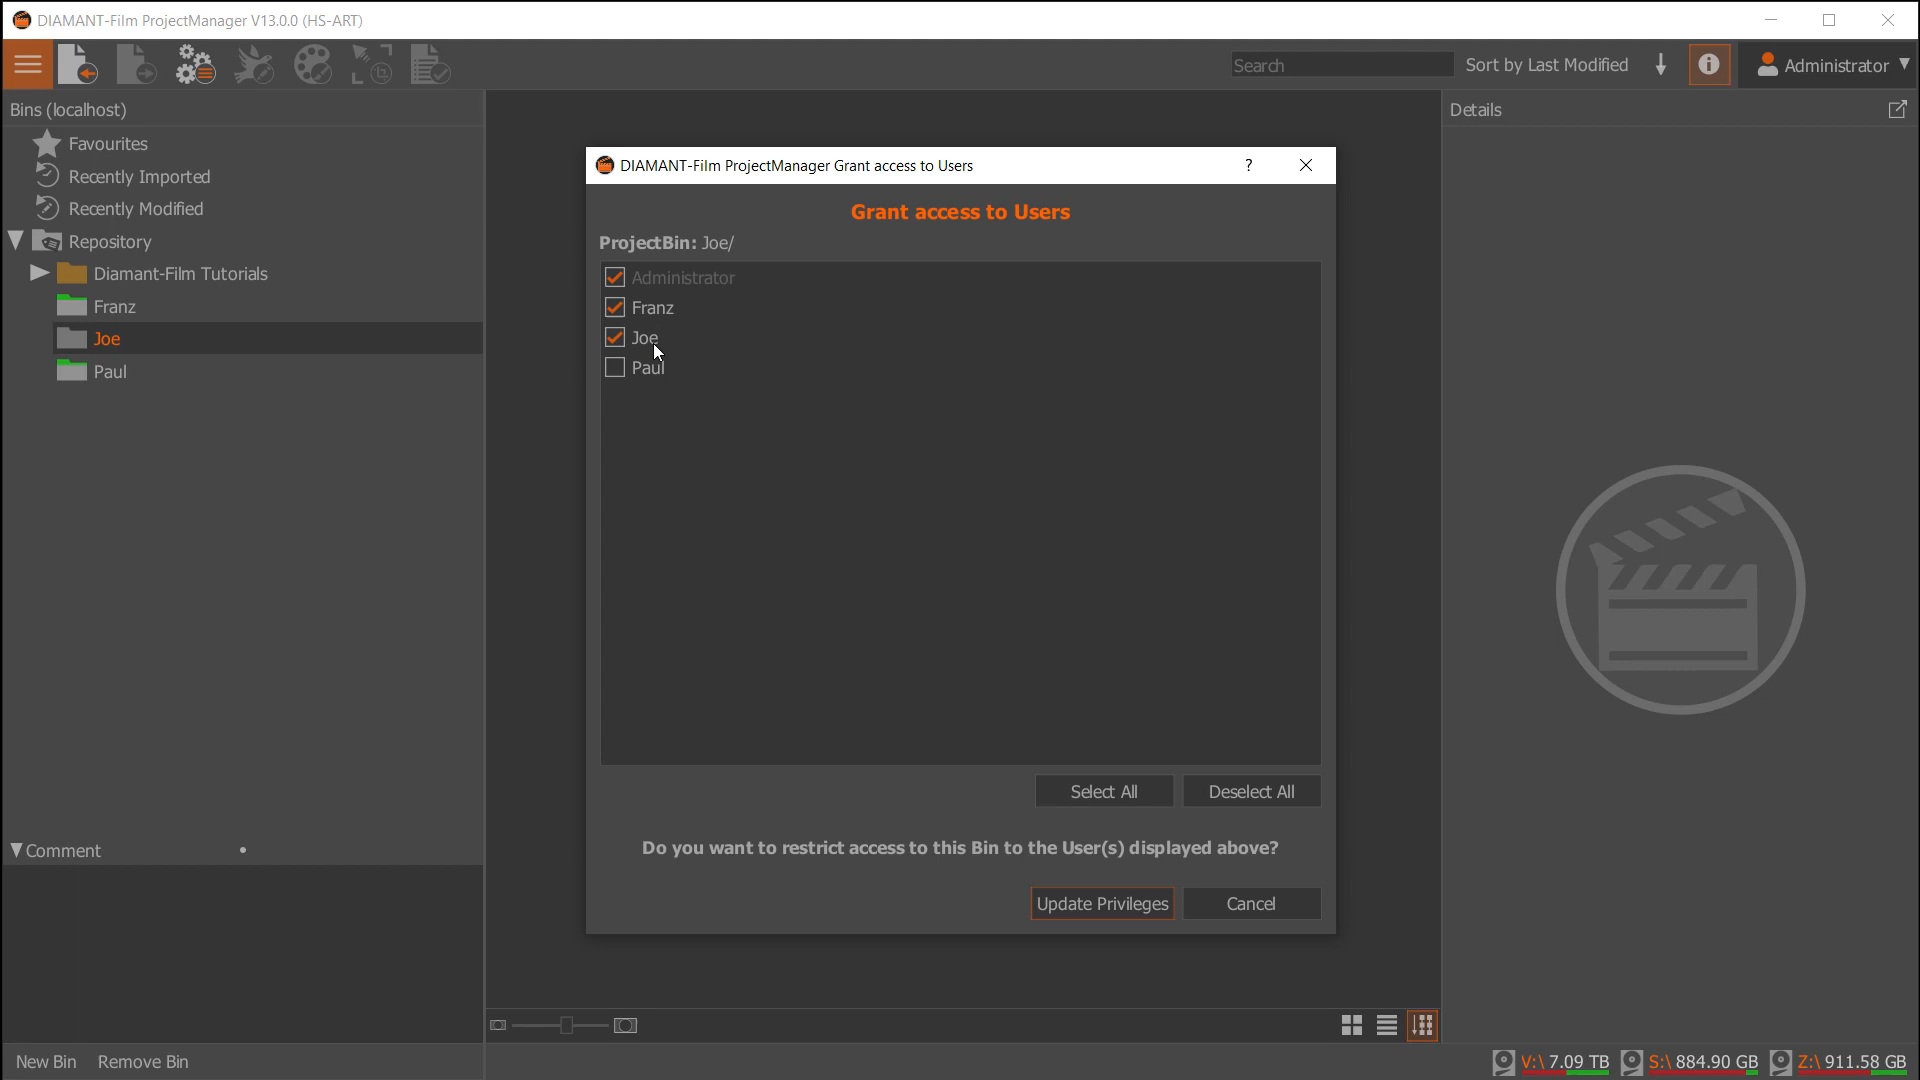 DIAMANT-Film ProjectManager V13.0.0 (HS-ART)
Search
Sort by Last Modified
Administrator
Bins (localhost)
Favourites
Recently Imported
Recently Modified
Repository
Diamant-Film Tutorials
Franz
Joe
Paul
Comment
New Bin Remove Bin
DIAMANT-Film ProjectManager Grant access to Users
?
Grant access to Users
ProjectBin: Joe/
Administrator
Franz
Joe
Paul
Select All
Deselect All
Do you want to restrict access to this Bin to the User(s) displayed above?
Update Privileges
Cancel
Details
V:\ 7.09 TB
S:\ 884.90 GB
Z:\ 911.58 GB